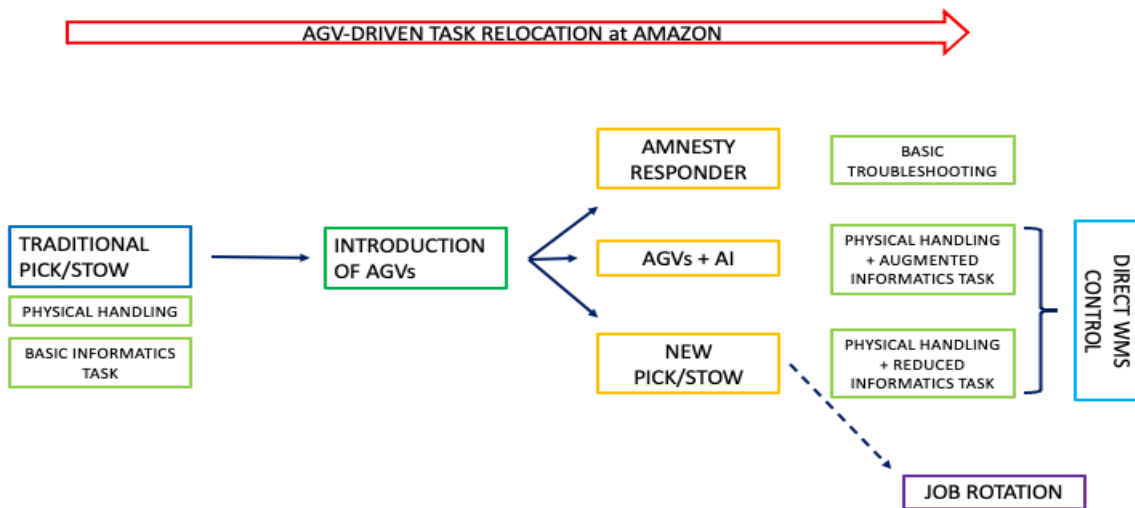 AGV-DRIVEN TASK RELOCATION at AMAZON
AMNESTY
RESPONDER
BASIC
TROUBLESHOOTING
TRADITIONAL
PICK/STOW
INTRODUCTION
OF AGVs
AGVs + AI
PHYSICAL HANDLING
+ AUGMENTED
INFORMATICS TASK
DIRECT WMS
CONTROL
PHYSICAL HANDLING
BASIC INFORMATICS
TASK
NEW
PICK/STOW
PHYSICAL HANDLING
+ REDUCED
INFORMATICS TASK
JOB ROTATION